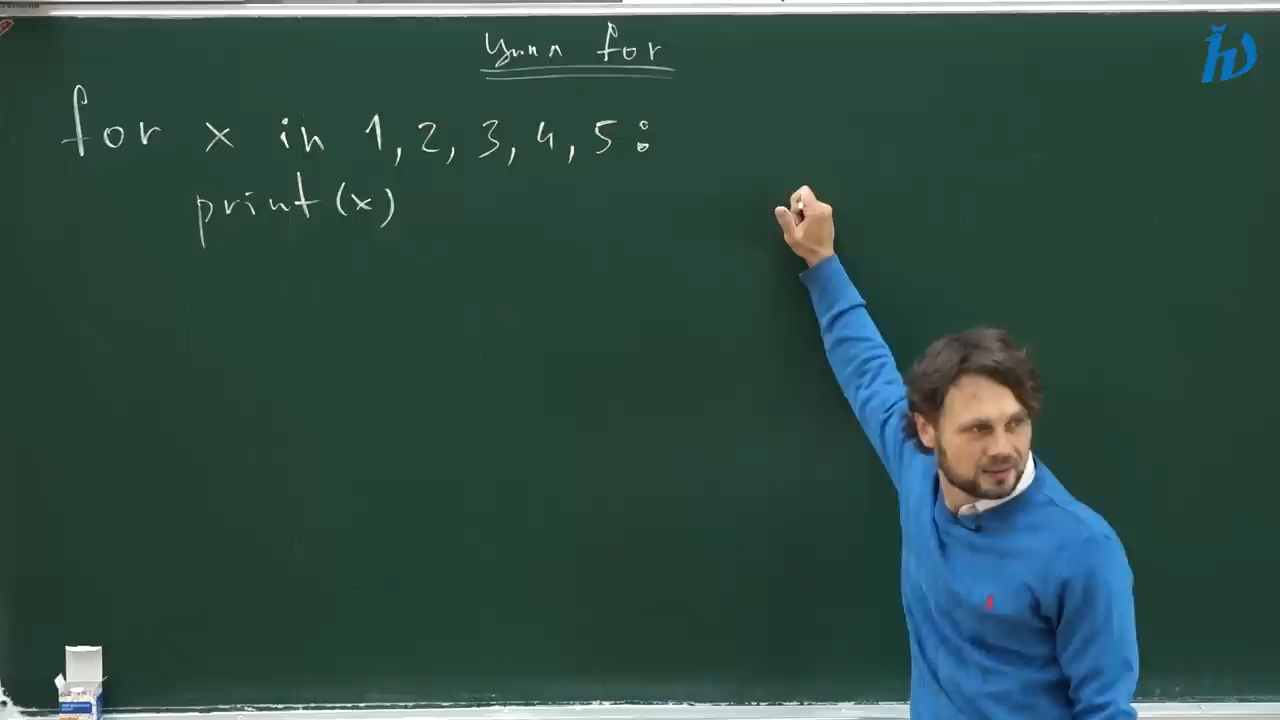 Цикл for
for x in 1, 2, 3, 4, 5:
print(x)